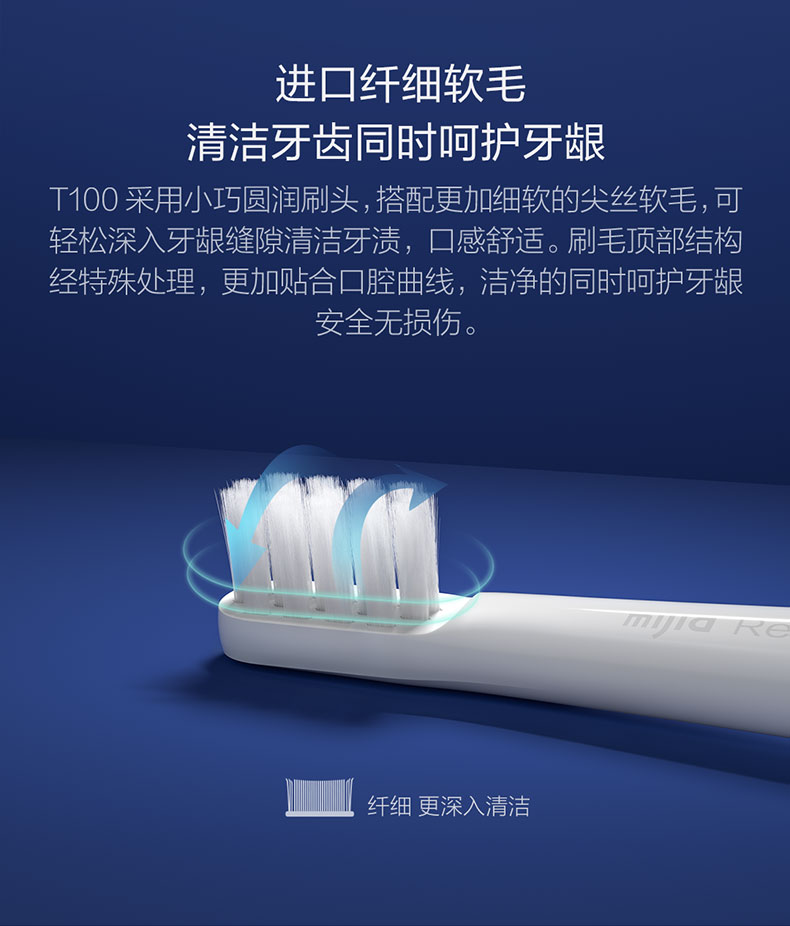 进口纤细软毛
清洁牙齿同时呵护牙龈
T100 采用小巧圆润刷头，搭配更加细软的尖丝软毛，可
轻松深入牙龈缝隙清洁牙渍，口感舒适。刷毛顶部结构
经特殊处理，更加贴合口腔曲线，洁净的同时呵护牙龈
安全无损伤。
mijia Re
纤细 更深入清洁